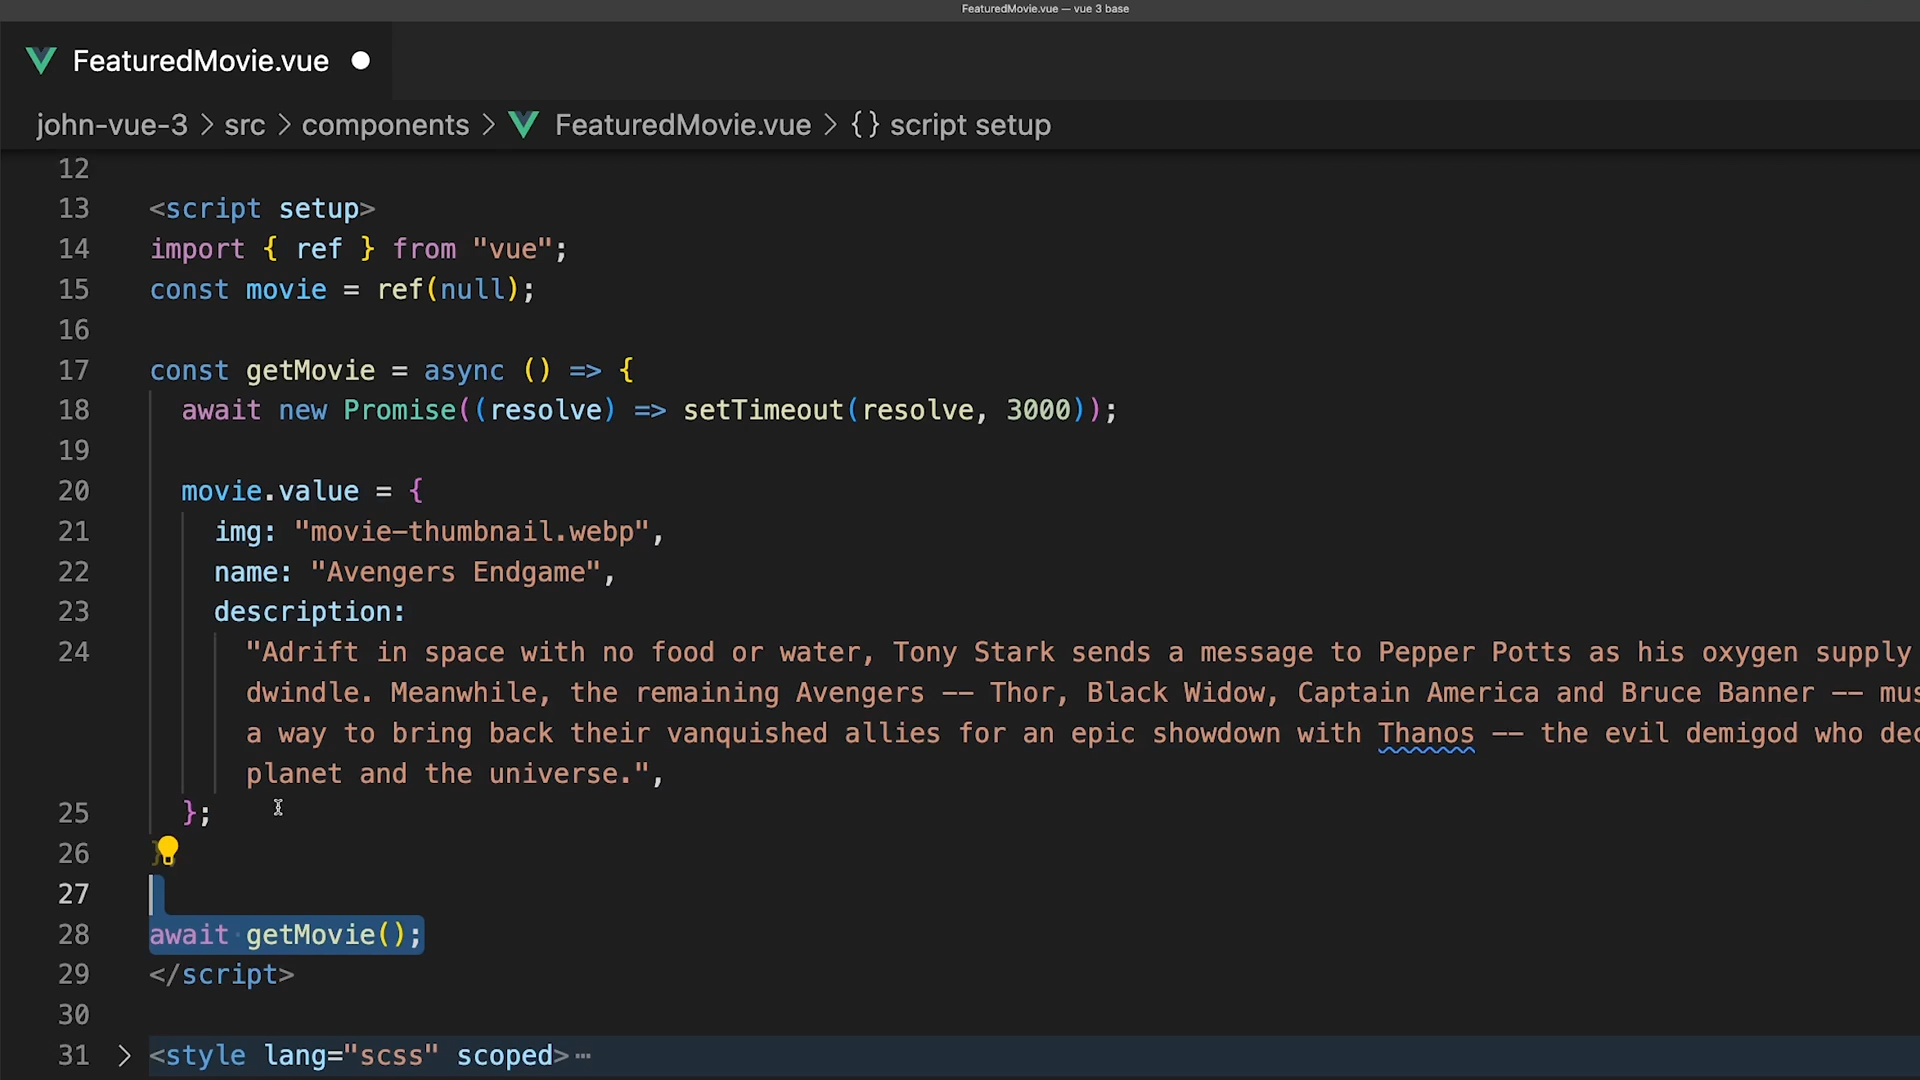 FeaturedMovie.vue — vue 3 base
FeaturedMovie.vue
john-vue-3 > src > components > FeaturedMovie.vue > {} script setup
12
13 <script setup>
14 import { ref } from "vue";
15 const movie = ref(null);
16
17 const getMovie = async () => {
18 await new Promise((resolve) => setTimeout(resolve, 3000));
19
20 movie.value = {
21 img: "movie-thumbnail.webp",
22 name: "Avengers Endgame",
23 description:
24 "Adrift in space with no food or water, Tony Stark sends a message to Pepper Potts as his oxygen supply
dwindle. Meanwhile, the remaining Avengers -- Thor, Black Widow, Captain America and Bruce Banner --
a way to bring back their vanquished allies for an epic showdown with Thanos -- the evil demigod who
planet and the universe.",
25 };
26 }
27
28 await getMovie();
29 </script>
30
31 > <style lang="scss" scoped>⋯